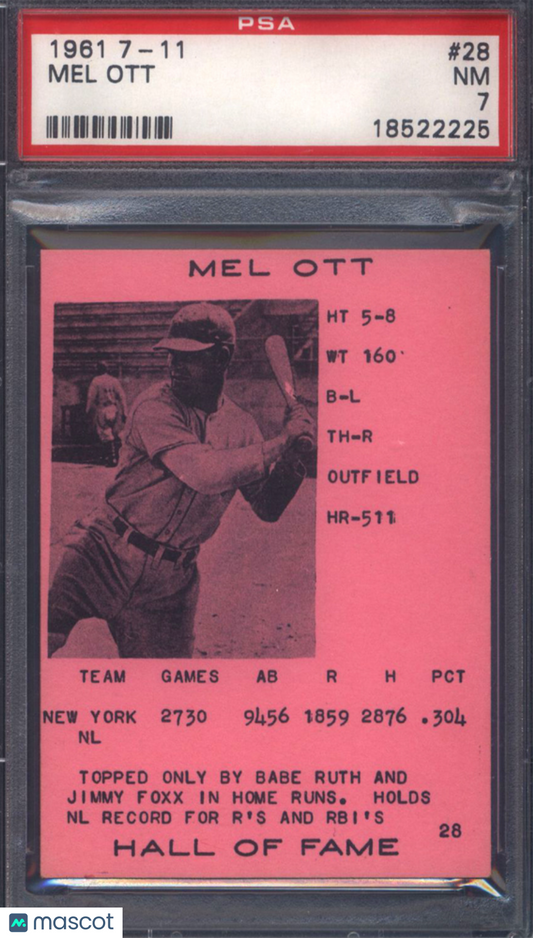 PSA
1961 7-11 #28
MEL OTT NM
7
18522225
MEL OTT
HT 5-8
WT 160
B-L
TH-R
OUTFIELD
HR-511
TEAM GAMES AB R H PCT
NEW YORK 2730 9456 1859 2876 .304
NL
TOPPED ONLY BY BABE RUTH AND
JIMMY FOXX IN HOME RUNS. HOLDS
NL RECORD FOR R'S AND RBI'S
28
HALL OF FAME
mascot